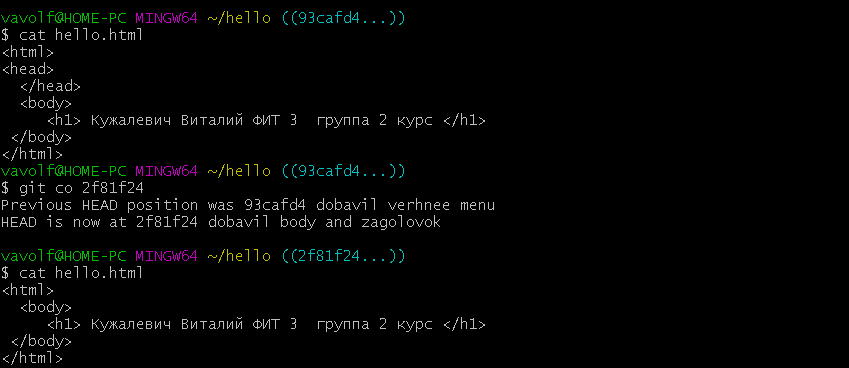 vavolf@HOME-PC MINGW64 ~/hello ((93cafd4...))
$ cat hello.html
<html>
<head>
  </head>
  <body>
     <h1> Кужалевич Виталий ФИТ 3  группа 2 курс </h1>
 </body>
</html>
vavolf@HOME-PC MINGW64 ~/hello ((93cafd4...))
$ git co 2f81f24
Previous HEAD position was 93cafd4 dobavil verhnee menu
HEAD is now at 2f81f24 dobavil body and zagolovok
vavolf@HOME-PC MINGW64 ~/hello ((2f81f24...))
$ cat hello.html
<html>
  <body>
     <h1> Кужалевич Виталий ФИТ 3  группа 2 курс </h1>
 </body>
</html>